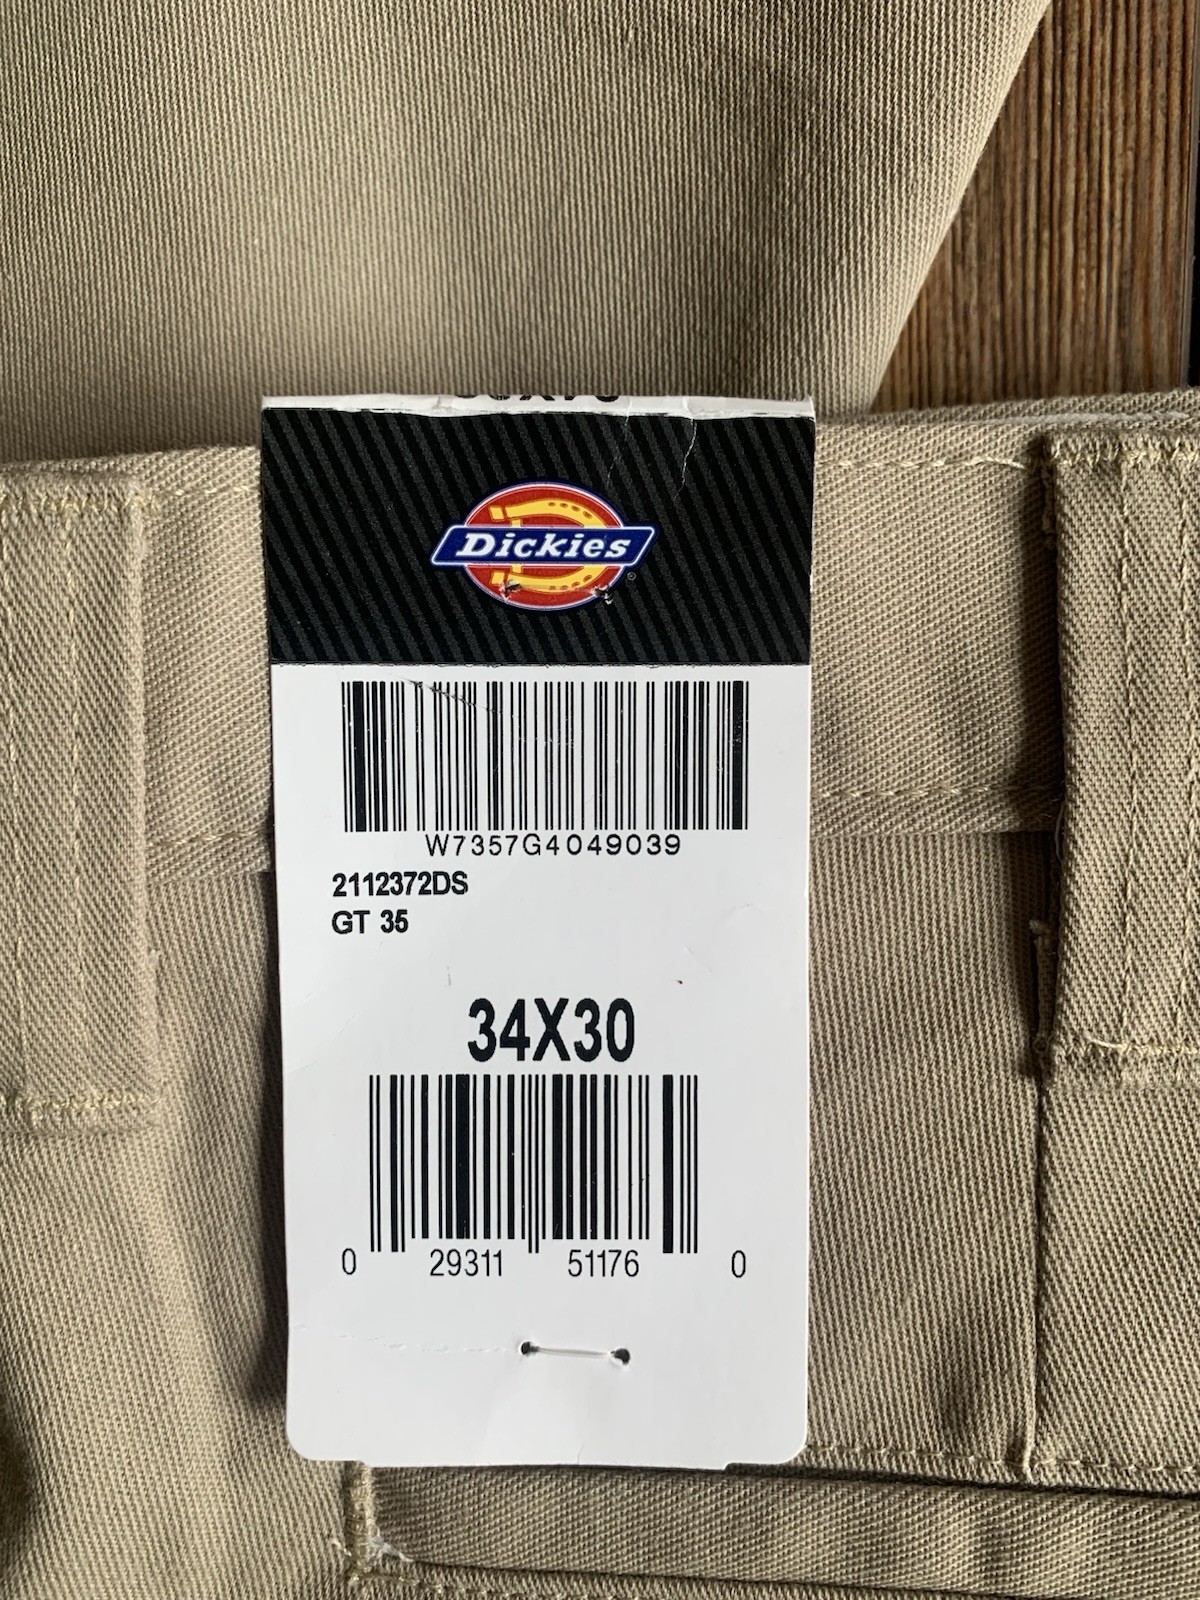 Dickies
®
W7357G4049039
2112372DS
GT 35
34X30
0 29311 51176 0